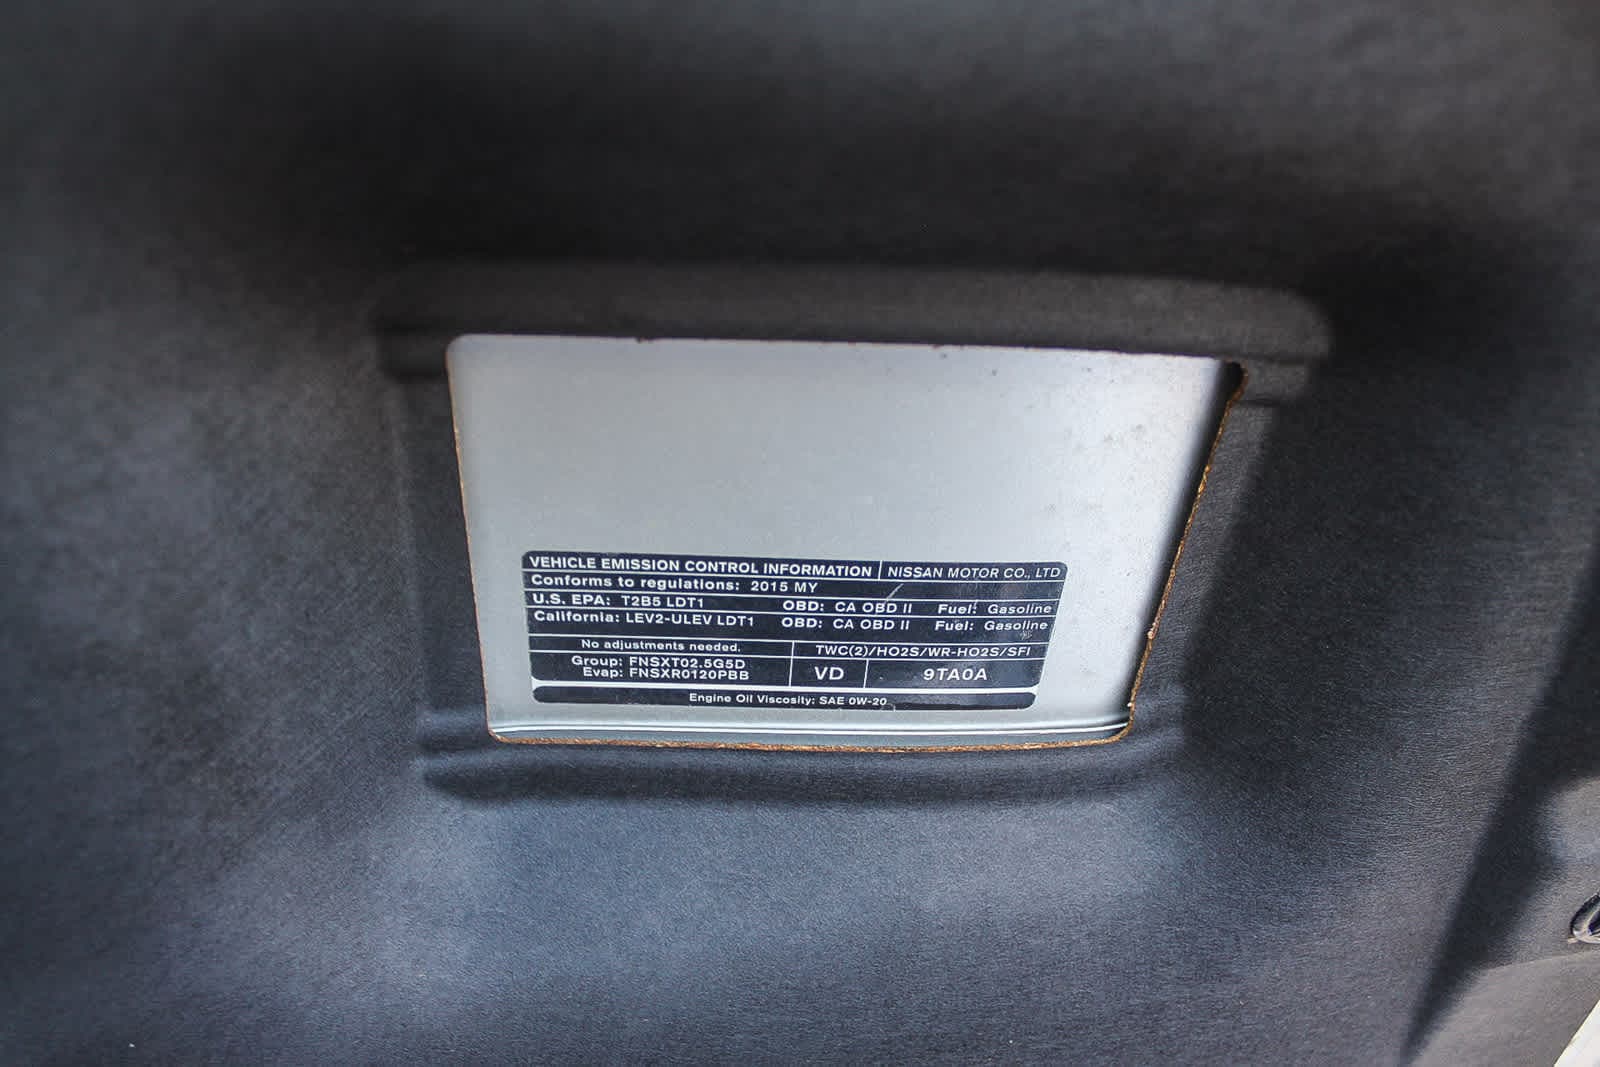 VEHICLE EMISSION CONTROL INFORMATION NISSAN MOTOR CO., LTD
Conforms to regulations: 2015 MY
U.S. EPA: T2B5 LDT1 OBD: CA OBD II Fuel: Gasoline
California: LEV2-ULEV LDT1 OBD: CA OBD II Fuel: Gasoline
No adjustments needed. TWC(2)/HO2S/WR-HO2S/SFI
Group: FNSXT02.5G5D
Evap: FNSXR0120PBB
VD 9TA0A
Engine Oil Viscosity: SAE 0W-20